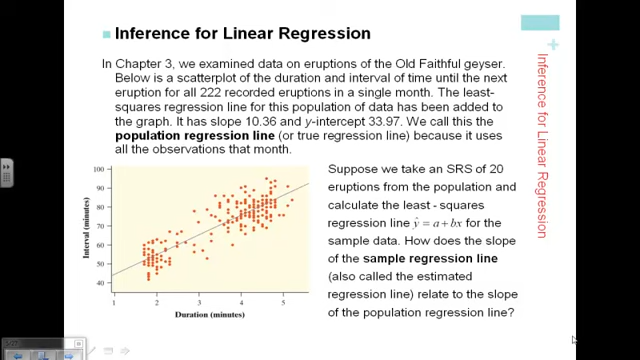 Inference for Linear Regression
In Chapter 3, we examined data on eruptions of the Old Faithful geyser.
Below is a scatterplot of the duration and interval of time until the next
eruption for all 222 recorded eruptions in a single month. The least-
squares regression line for this population of data has been added to
the graph. It has slope 10.36 and y-intercept 33.97. We call this the
population regression line (or true regression line) because it uses
all the observations that month.
Inference for Linear Regression
100
90
80
70
60
50
40
Interval (minutes)
1 2 3 4 5
Duration (minutes)
Suppose we take an SRS of 20
eruptions from the population and
calculate the least - squares
regression line ŷ = a + bx for the
sample data. How does the slope
of the sample regression line
(also called the estimated
regression line) relate to the slope
of the population regression line?